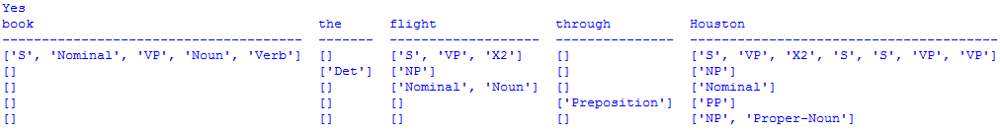 Yes
book the flight through Houston
-------------------------------------- ------- ------------------- --------------- ---------------------------------------
['S', 'Nominal', 'VP', 'Noun', 'Verb'] [] ['S', 'VP', 'X2'] [] ['S', 'VP', 'X2', 'S', 'S', 'VP', 'VP']
[] ['Det'] ['NP'] [] ['NP']
[] [] ['Nominal', 'Noun'] [] ['Nominal']
[] [] [] ['Preposition'] ['PP']
[] [] [] [] ['NP', 'Proper-Noun']